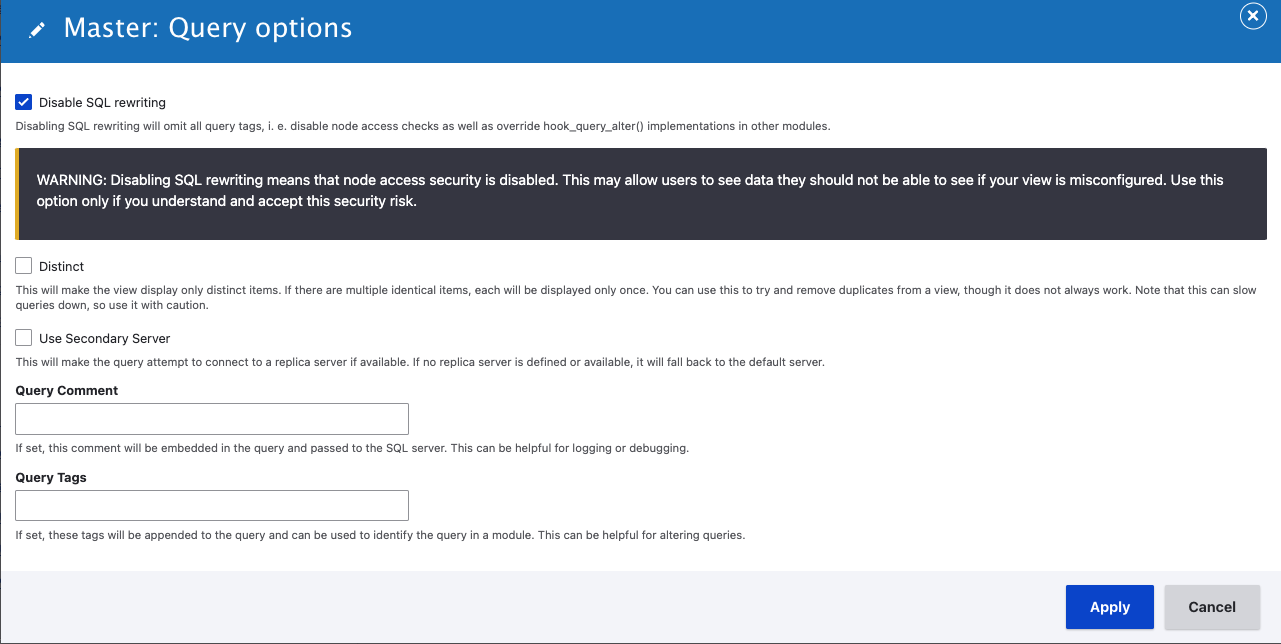 Master: Query options
Disable SQL rewriting
Disabling SQL rewriting will omit all query tags, i. e. disable node access checks as well as override hook_query_alter() implementations in other modules.
WARNING: Disabling SQL rewriting means that node access security is disabled. This may allow users to see data they should not be able to see if your view is misconfigured. Use this
option only if you understand and accept this security risk.
Distinct
This will make the view display only distinct items. If there are multiple identical items, each will be displayed only once. You can use this to try and remove duplicates from a view, though it does not always work. Note that this can slow
queries down, so use it with caution.
Use Secondary Server
This will make the query attempt to connect to a replica server if available. If no replica server is defined or available, it will fall back to the default server.
Query Comment
If set, this comment will be embedded in the query and passed to the SQL server. This can be helpful for logging or debugging.
Query Tags
If set, these tags will be appended to the query and can be used to identify the query in a module. This can be helpful for altering queries.
Apply
Cancel